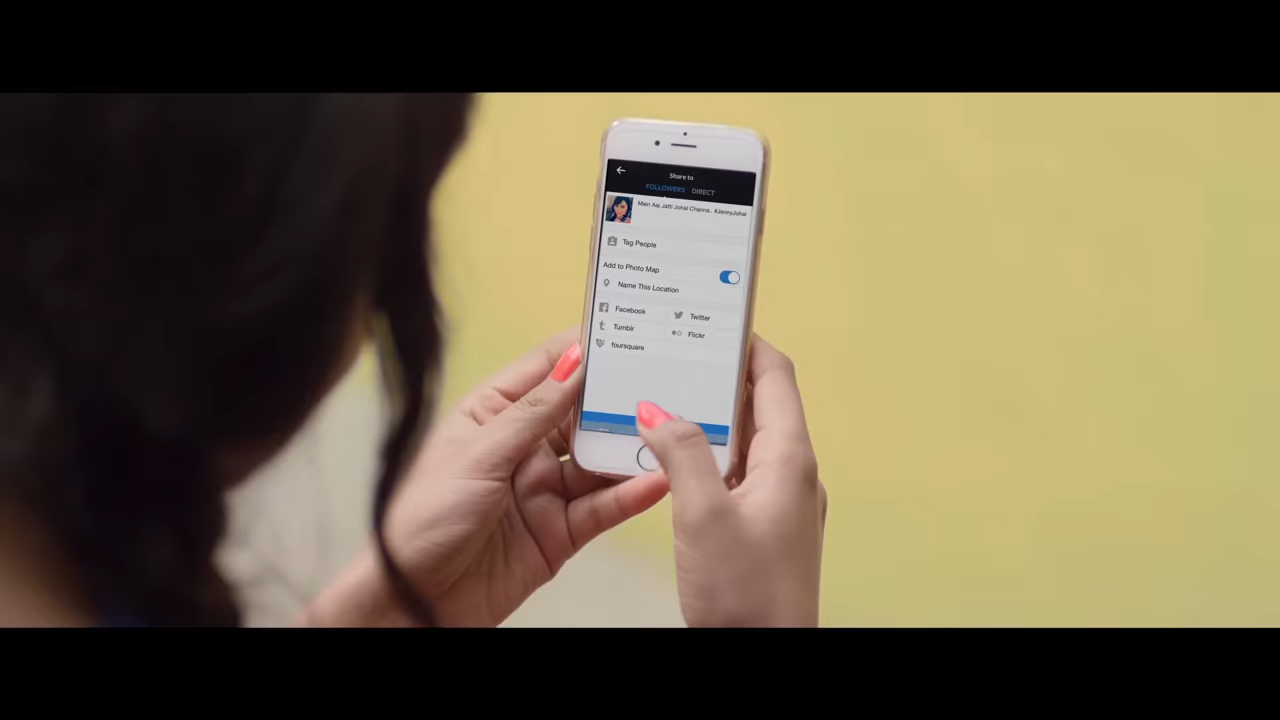 Share to
FOLLOWERS DIRECT
Main Aaj Jatti Johal Channa.. #JennyJohal
Tag People
Add to Photo Map
Name This Location
Facebook Twitter
Tumblr Flickr
foursquare